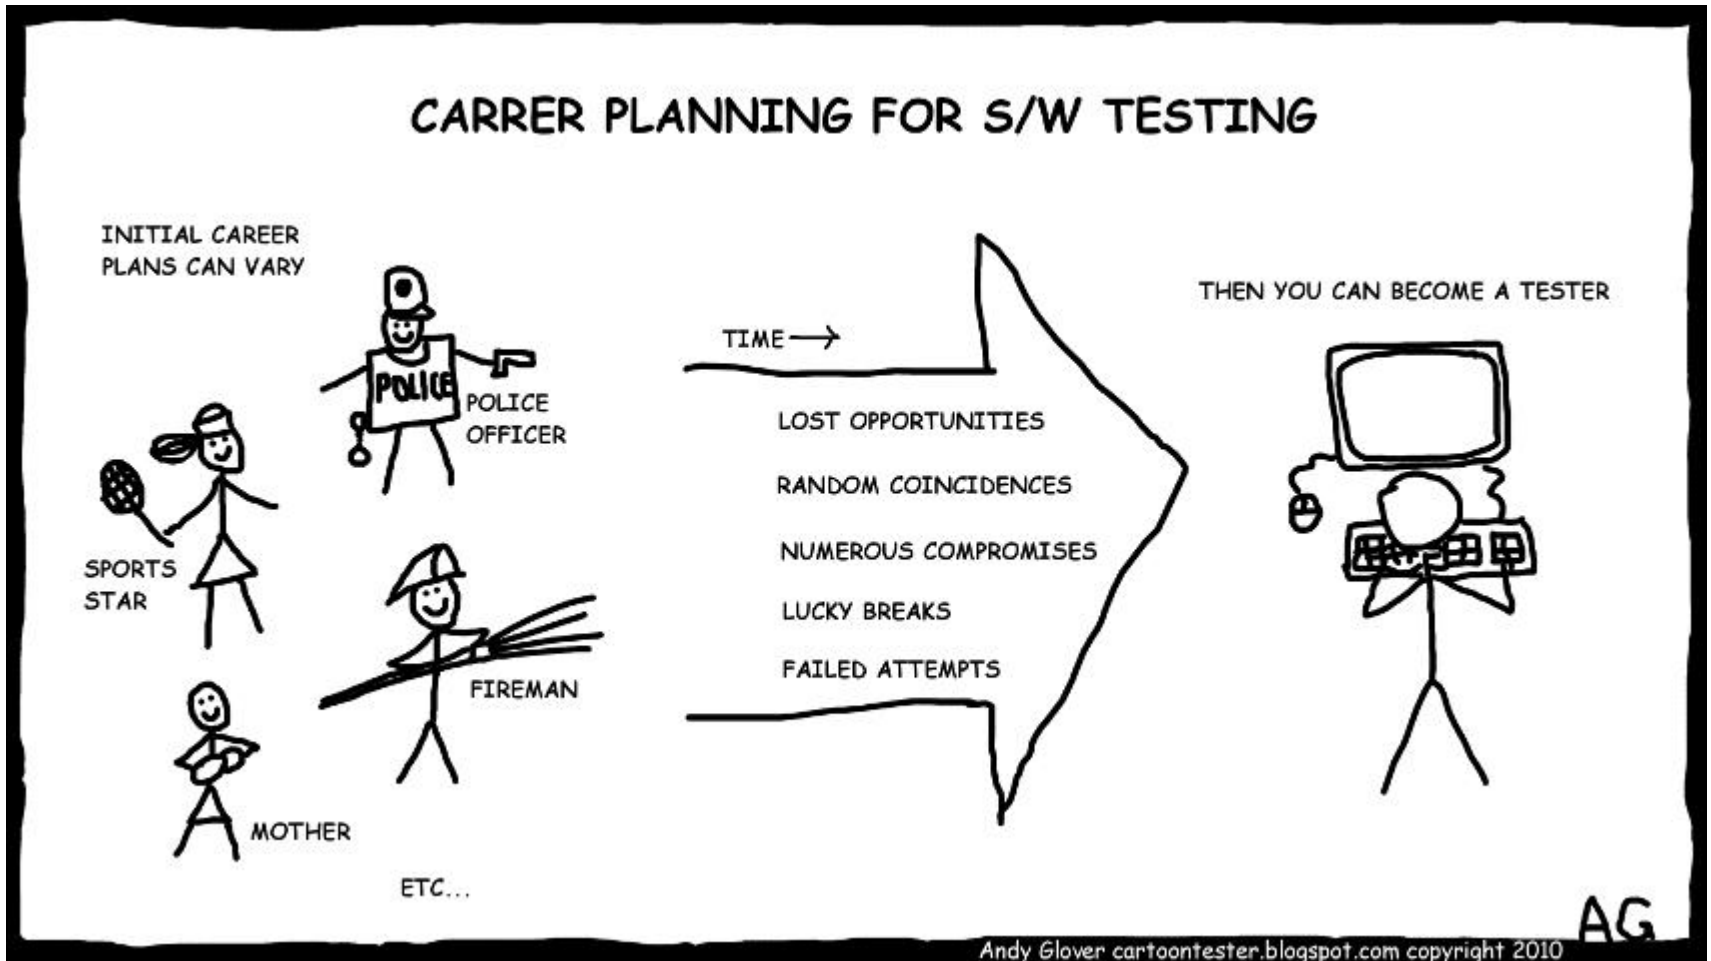 CARRER PLANNING FOR S/W TESTING
INITIAL CAREER
PLANS CAN VARY
POLICE
POLICE
OFFICER
SPORTS
STAR
FIREMAN
MOTHER
ETC...
TIME
LOST OPPORTUNITIES
RANDOM COINCIDENCES
NUMEROUS COMPROMISES
LUCKY BREAKS
FAILED ATTEMPTS
THEN YOU CAN BECOME A TESTER
AG
Andy Glover cartoontester.blogspot.com copyright 2010